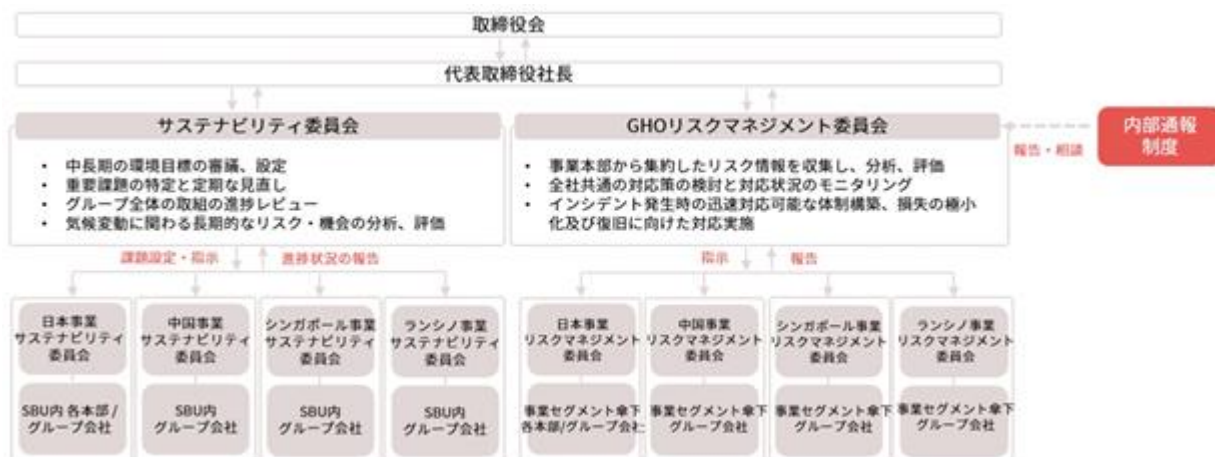 取締役会
代表取締役社長
サステナビリティ委員会
• 中長期の環境目標の審議、設定
• 重要課題の特定と定期な見直し
• グループ全体の取組の進捗レビュー
• 気候変動に関わる長期的なリスク・機会の分析、評価
GHOリスクマネジメント委員会
• 事業本部から集約したリスク情報を収集し、分析、評価
• 全社共通の対応策の検討と対応状況のモニタリング
• インシデント発生時の迅速対応可能な体制構築、損失の極小
化及び復旧に向けた対応実施
内部通報
制度
報告・相談
課題設定・指示
進捗状況の報告
指示
報告
日本事業
サステナビリティ
委員会
中国事業
サステナビリティ
委員会
シンガポール事業
サステナビリティ
委員会
ランシノ事業
サステナビリティ
委員会
日本事業
リスクマネジメント
委員会
中国事業
リスクマネジメント
委員会
シンガポール事業
リスクマネジメント
委員会
ランシノ事業
リスクマネジメント
委員会
SBU内 各本部 /
グループ会社
SBU内
グループ会社
SBU内
グループ会社
SBU内
グループ会社
事業セグメント傘下
各本部/グループ会社
事業セグメント傘下
グループ会社
事業セグメント傘下
グループ会社
事業セグメント傘下
グループ会社